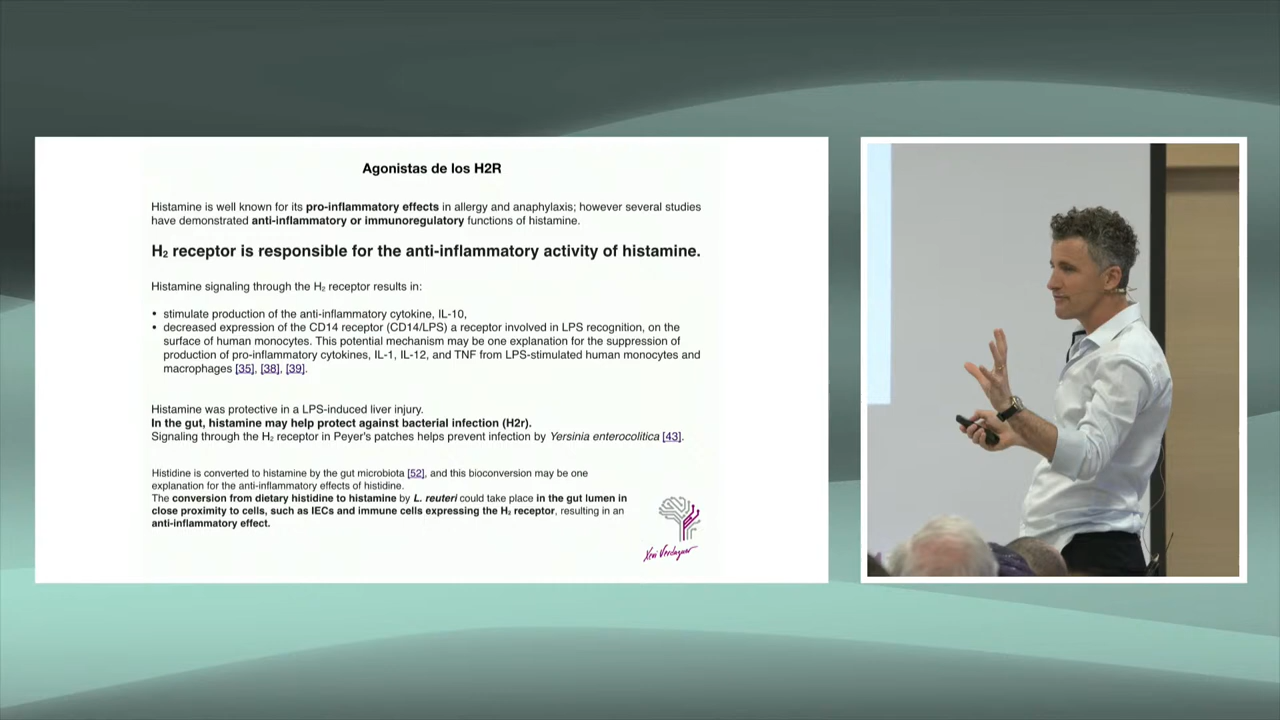 Agonistas de los H2R
Histamine is well known for its pro-inflammatory effects in allergy and anaphylaxis; however several studies
have demonstrated anti-inflammatory or immunoregulatory functions of histamine.
H₂ receptor is responsible for the anti-inflammatory activity of histamine.
Histamine signaling through the H₂ receptor results in:
• stimulate production of the anti-inflammatory cytokine, IL-10,
• decreased expression of the CD14 receptor (CD14/LPS) a receptor involved in LPS recognition, on the
surface of human monocytes. This potential mechanism may be one explanation for the suppression of
production of pro-inflammatory cytokines, IL-1, IL-12, and TNF from LPS-stimulated human monocytes and
macrophages [35], [38], [39].
Histamine was protective in a LPS-induced liver injury.
In the gut, histamine may help protect against bacterial infection (H2r).
Signaling through the H₂ receptor in Peyer's patches helps prevent infection by Yersinia enterocolitica [43].
Histidine is converted to histamine by the gut microbiota [52], and this bioconversion may be one
explanation for the anti-inflammatory effects of histidine.
The conversion from dietary histidine to histamine by L. reuteri could take place in the gut lumen in
close proximity to cells, such as IECs and immune cells expressing the H₂ receptor, resulting in an
anti-inflammatory effect.
Xevi Verdaguer